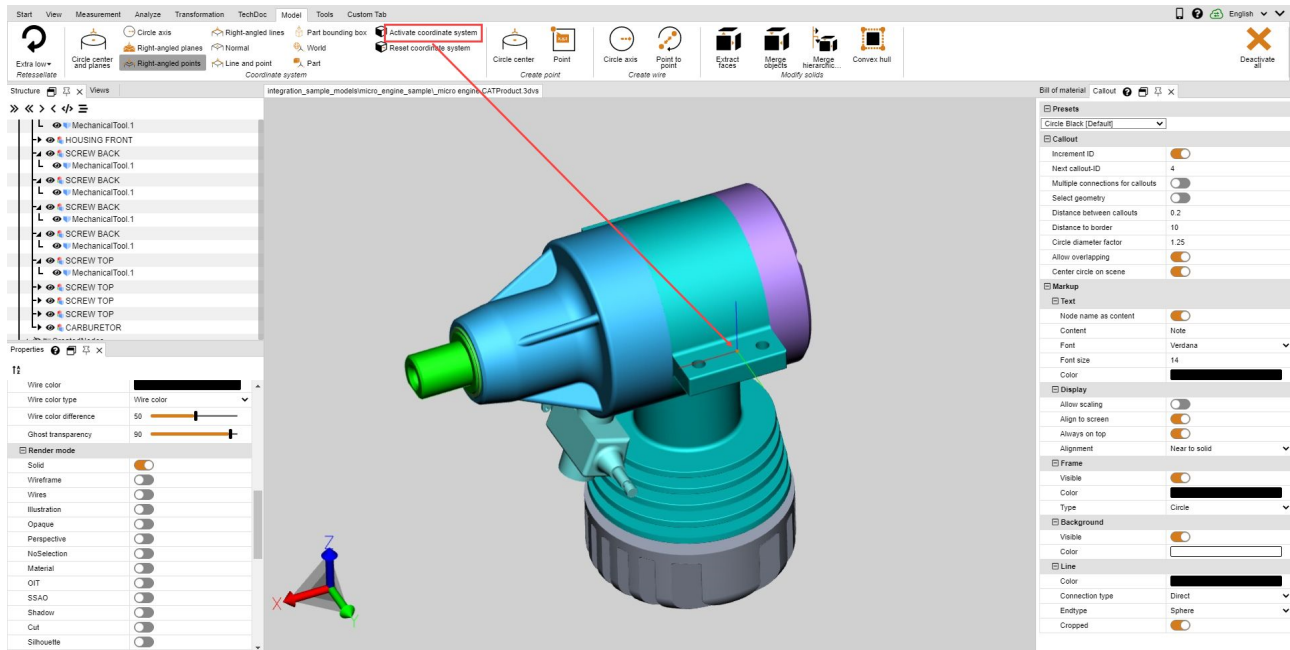 Start View Measurement Analyze Transformation TechDoc Model Tools Custom Tab English
Extra low
Retessellate
Circle center and planes
Circle axis
Right-angled planes
Right-angled points
Right-angled lines
Normal
Line and point
Part bounding box
World
Part
Activate coordinate system
Reset coordinate system
Coordinate system
Circle center
Point
Create point
Circle axis
Point to point
Create wire
Extract faces
Merge objects
Merge hierarchic...
Convex hull
Modify solids
Deactivate all
Structure Views
MechanicalTool.1
HOUSING FRONT
SCREW BACK
MechanicalTool.1
SCREW BACK
MechanicalTool.1
SCREW BACK
MechanicalTool.1
SCREW BACK
MechanicalTool.1
SCREW TOP
MechanicalTool.1
SCREW TOP
SCREW TOP
SCREW TOP
CARBURETOR
Properties
Wire color
Wire color type Wire color
Wire color difference 50
Ghost transparency 90
Render mode
Solid
Wireframe
Wires
Illustration
Opaque
Perspective
NoSelection
Material
OIT
SSAO
Shadow
Cut
Silhouette
integration_sample_models\micro_engine_sample\_micro engine.CATProduct.3dvs
Z
X
Y
Bill of material Callout
Presets
Circle Black [Default]
Callout
Increment ID
Next callout-ID 4
Multiple connections for callouts
Select geometry
Distance between callouts 0.2
Distance to border 10
Circle diameter factor 1.25
Allow overlapping
Center circle on scene
Markup
Text
Node name as content
Content Note
Font Verdana
Font size 14
Color
Display
Allow scaling
Align to screen
Always on top
Alignment Near to solid
Frame
Visible
Color
Type Circle
Background
Visible
Color
Line
Color
Connection type Direct
Endtype Sphere
Cropped